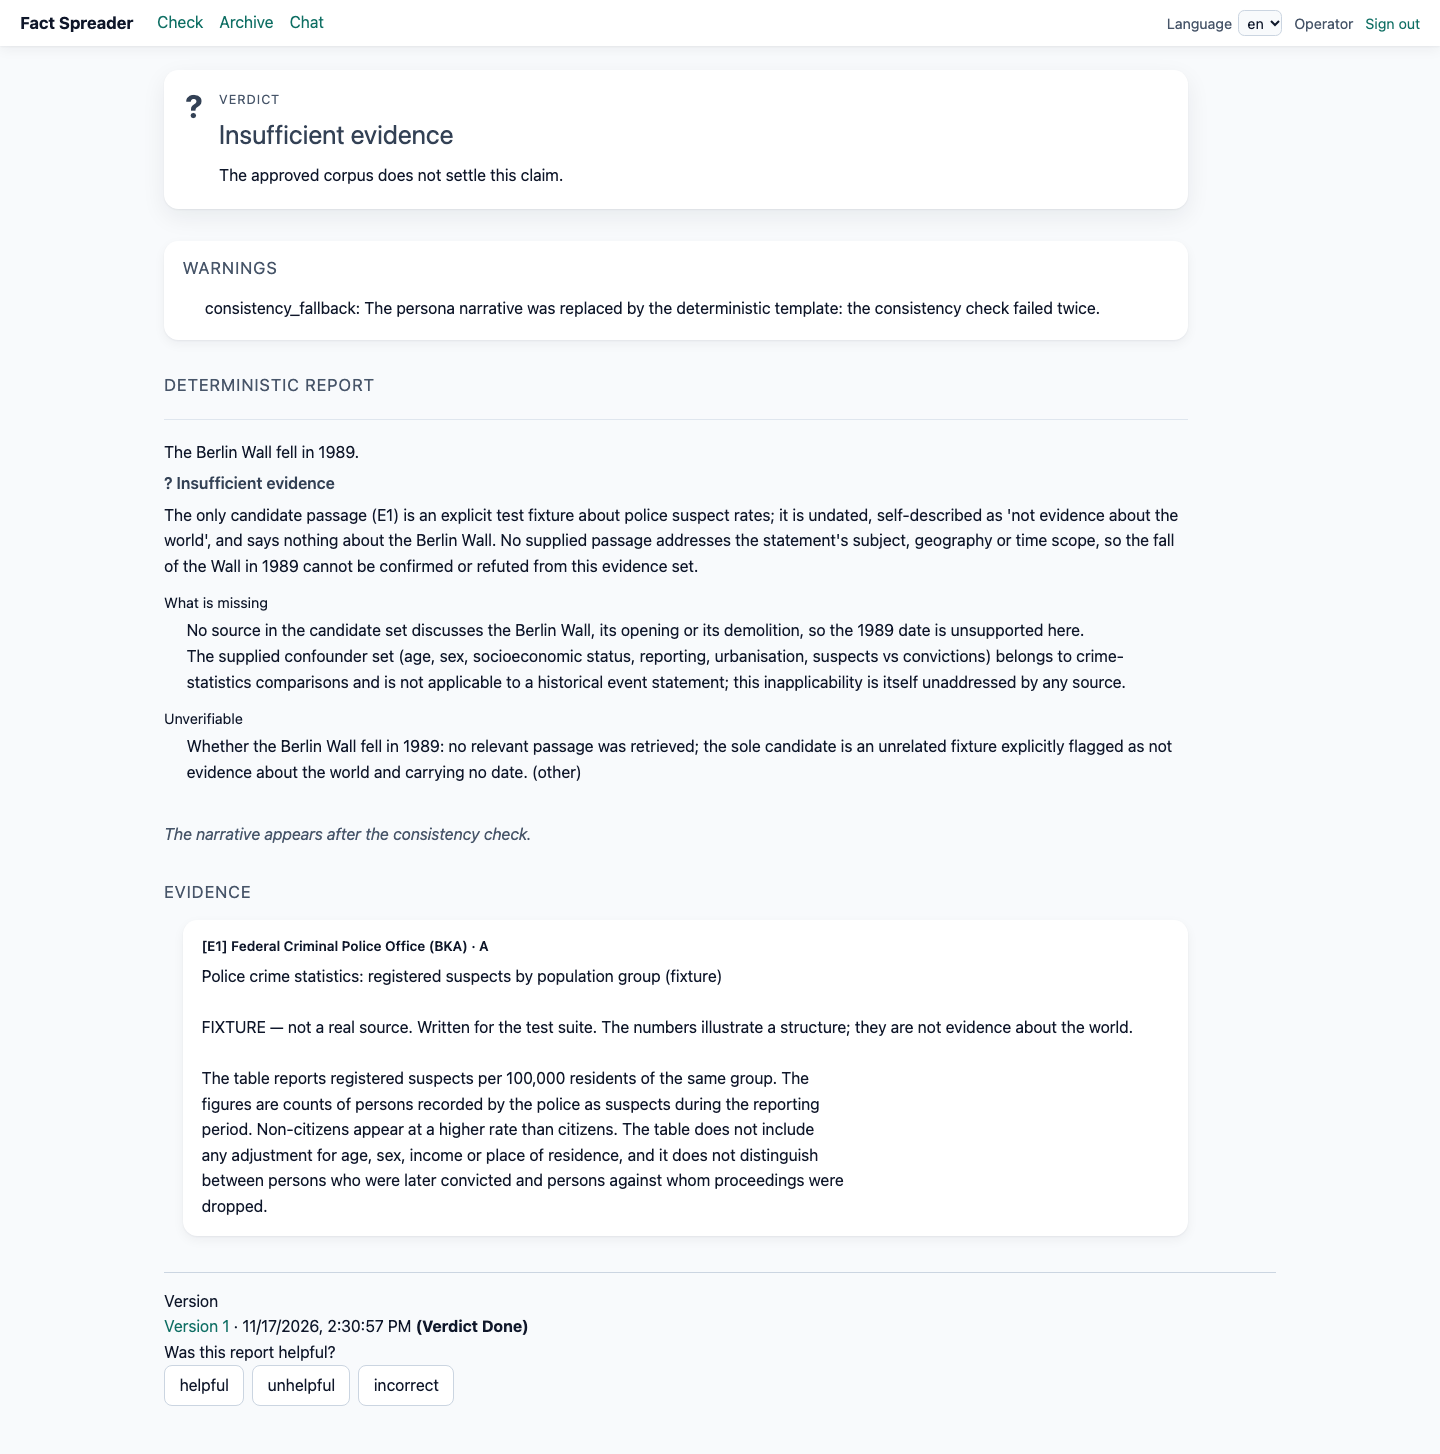 Fact Spreader Check Archive Chat Language en Operator Sign out
?
VERDICT
Insufficient evidence
The approved corpus does not settle this claim.
WARNINGS
consistency_fallback: The persona narrative was replaced by the deterministic template: the consistency check failed twice.
DETERMINISTIC REPORT
The Berlin Wall fell in 1989.
? Insufficient evidence
The only candidate passage (E1) is an explicit test fixture about police suspect rates; it is undated, self-described as 'not evidence about the
world', and says nothing about the Berlin Wall. No supplied passage addresses the statement's subject, geography or time scope, so the fall
of the Wall in 1989 cannot be confirmed or refuted from this evidence set.
What is missing
No source in the candidate set discusses the Berlin Wall, its opening or its demolition, so the 1989 date is unsupported here.
The supplied confounder set (age, sex, socioeconomic status, reporting, urbanisation, suspects vs convictions) belongs to crime-
statistics comparisons and is not applicable to a historical event statement; this inapplicability is itself unaddressed by any source.
Unverifiable
Whether the Berlin Wall fell in 1989: no relevant passage was retrieved; the sole candidate is an unrelated fixture explicitly flagged as not
evidence about the world and carrying no date. (other)
The narrative appears after the consistency check.
EVIDENCE
[E1] Federal Criminal Police Office (BKA) · A
Police crime statistics: registered suspects by population group (fixture)
FIXTURE — not a real source. Written for the test suite. The numbers illustrate a structure; they are not evidence about the world.
The table reports registered suspects per 100,000 residents of the same group. The
figures are counts of persons recorded by the police as suspects during the reporting
period. Non-citizens appear at a higher rate than citizens. The table does not include
any adjustment for age, sex, income or place of residence, and it does not distinguish
between persons who were later convicted and persons against whom proceedings were
dropped.
Version
Version 1 · 11/17/2026, 2:30:57 PM (Verdict Done)
Was this report helpful?
helpful unhelpful incorrect